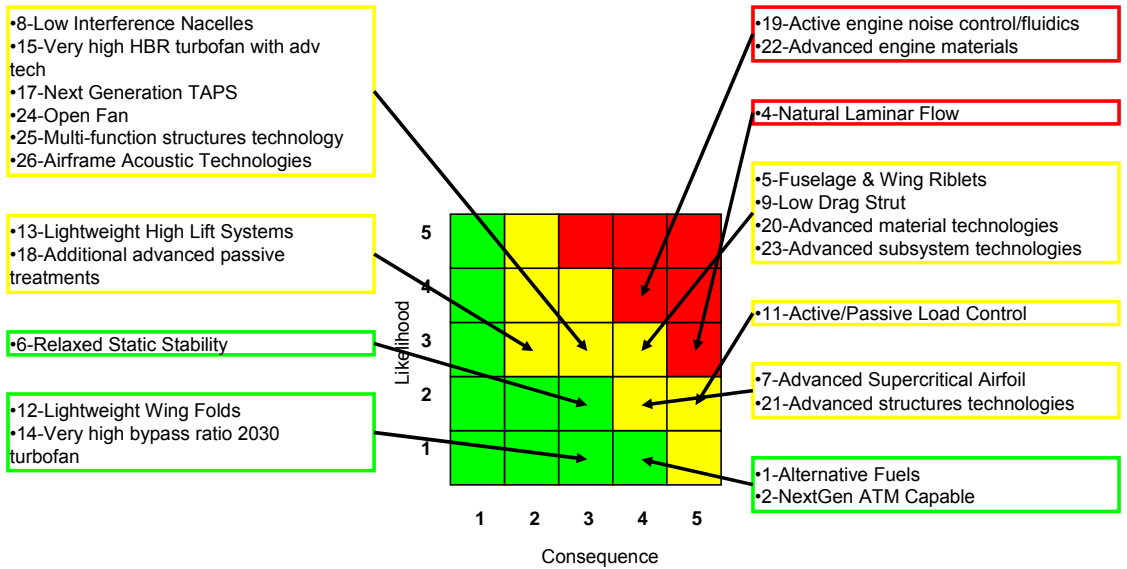 •8-Low Interference Nacelles
•15-Very high HBR turbofan with adv
tech
•17-Next Generation TAPS
•24-Open Fan
•25-Multi-function structures technology
•26-Airframe Acoustic Technologies
•13-Lightweight High Lift Systems
•18-Additional advanced passive
treatments
•6-Relaxed Static Stability
•12-Lightweight Wing Folds
•14-Very high bypass ratio 2030
turbofan
•19-Active engine noise control/fluidics
•22-Advanced engine materials
•4-Natural Laminar Flow
•5-Fuselage & Wing Riblets
•9-Low Drag Strut
•20-Advanced material technologies
•23-Advanced subsystem technologies
•11-Active/Passive Load Control
•7-Advanced Supercritical Airfoil
•21-Advanced structures technologies
•1-Alternative Fuels
•2-NextGen ATM Capable
Likelihood
5
4
3
2
1
1 2 3 4 5
Consequence